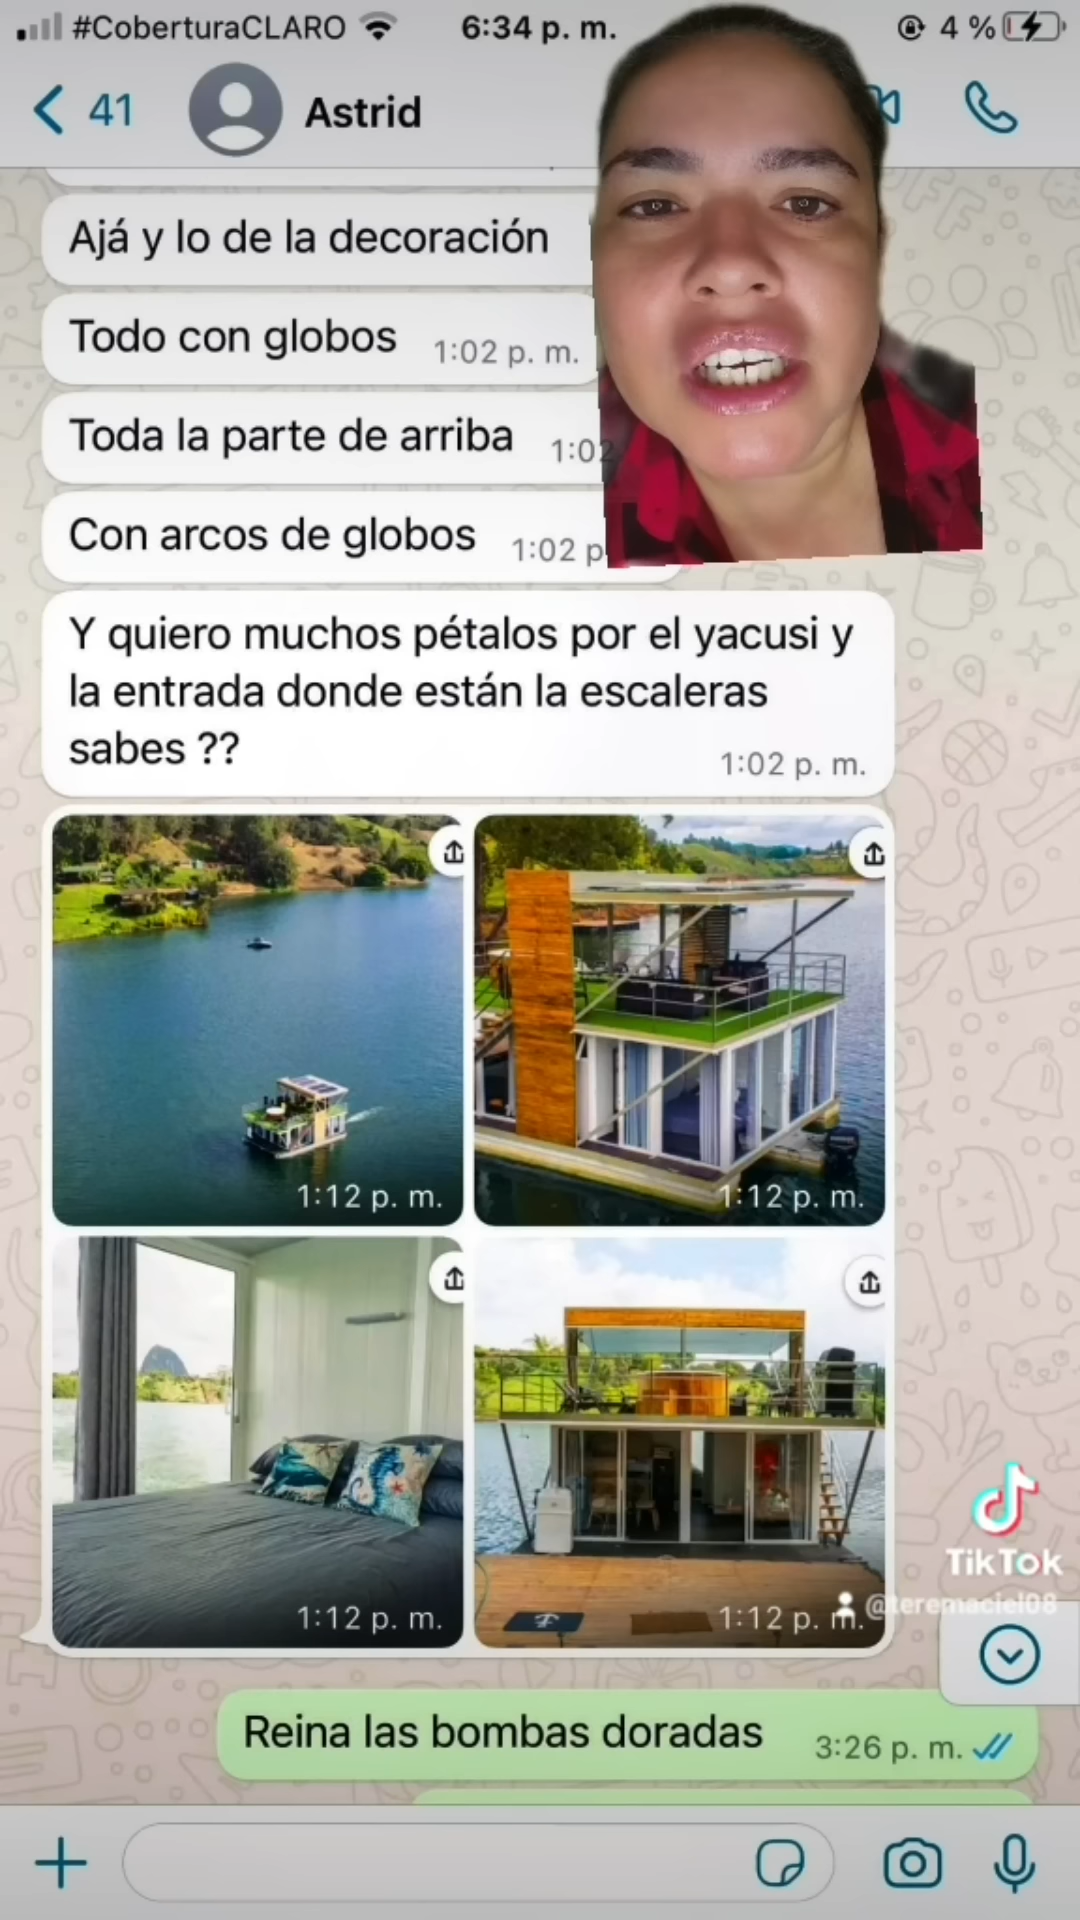 #CoberturaCLARO 6:34 p. m. 4 %
41 Astrid
Ajá y lo de la decoración
Todo con globos 1:02 p. m.
Toda la parte de arriba 1:02
Con arcos de globos 1:02 p
Y quiero muchos pétalos por el yacusi y
la entrada donde están la escaleras
sabes ?? 1:02 p. m.
1:12 p. m. 1:12 p. m.
1:12 p. m. 1:12 p. m.
TikTok
@teremaciel08
Reina las bombas doradas 3:26 p. m.